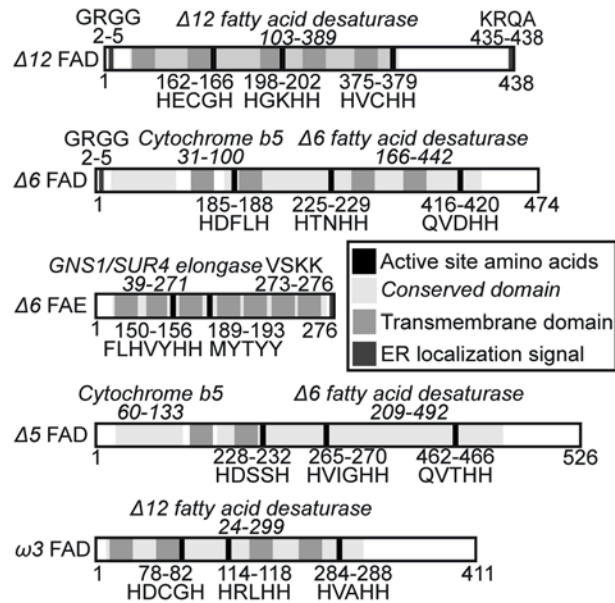 GRGG Δ12 fatty acid desaturase KRQA
2-5 103-389 435-438
Δ12 FAD
1 162-166 198-202 375-379 438
HECGH HGKHH HVCHH
GRGG Cytochrome b5 Δ6 fatty acid desaturase
2-5 31-100 166-442
Δ6 FAD
1 185-188 225-229 416-420 474
HDFLH HTNHH QVDHH
GNS1/SUR4 elongase VSKK
39-271 273-276
Δ6 FAE
1 150-156 189-193 276
FLHVYHH MYTYY
Active site amino acids
Conserved domain
Transmembrane domain
ER localization signal
Cytochrome b5 Δ6 fatty acid desaturase
60-133 209-492
Δ5 FAD
1 228-232 265-270 462-466 526
HDSSH HVIGHH QVTHH
Δ12 fatty acid desaturase
24-299
ω3 FAD
1 78-82 114-118 284-288 411
HDCGH HRLHH HVAHH